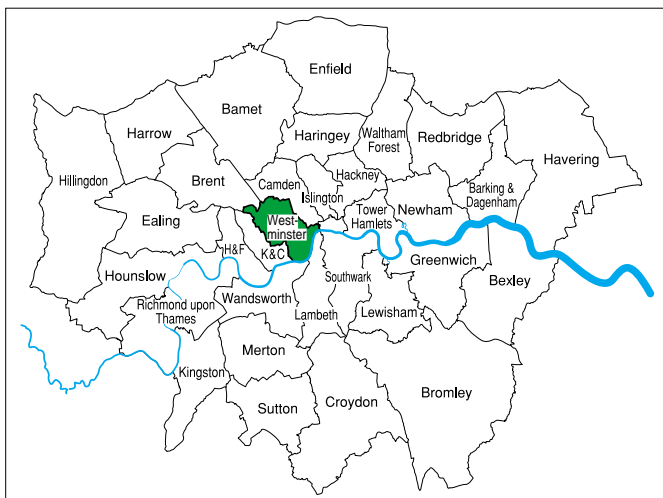 Enfield
Barnet
Harrow
Haringey
Waltham
Forest
Redbridge
Havering
Hillingdon
Brent
Camden
Islington
Hackney
Barking &
Dagenham
Ealing
West-
minster
Tower
Hamlets
Newham
H&F
K&C
Greenwich
Hounslow
Southwark
Bexley
Richmond upon
Thames
Wandsworth
Lambeth
Lewisham
Merton
Kingston
Bromley
Sutton
Croydon